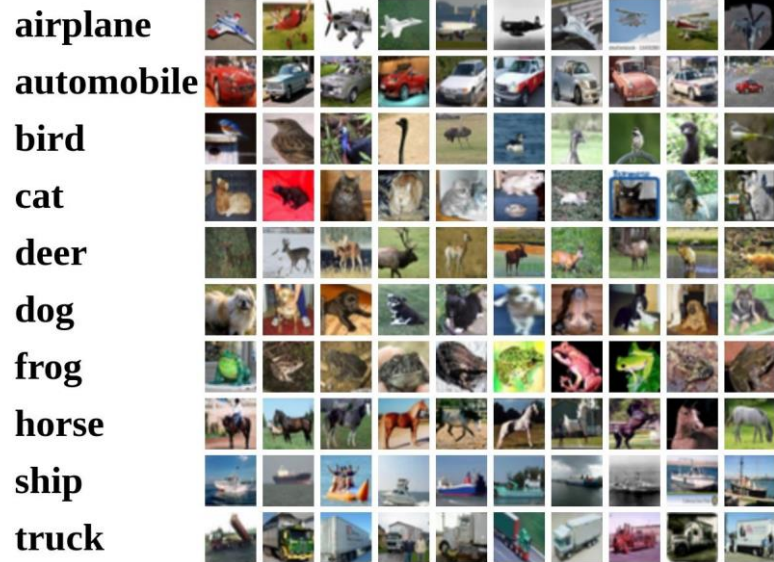 airplane
automobile
bird
cat
deer
dog
frog
horse
ship
truck